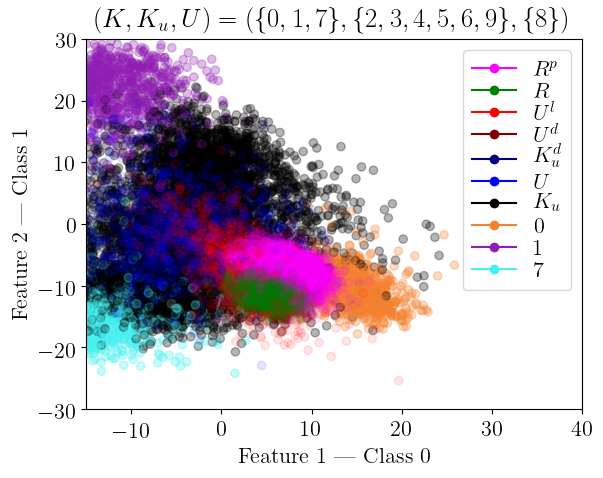 (K, K_u, U) = ({0, 1, 7}, {2, 3, 4, 5, 6, 9}, {8})
30
20
10
0
−10
−20
−30
Feature 2 — Class 1
R^p
R
U^l
U^d
K_u^d
U
K_u
0
1
7
−10
0
10
20
30
40
Feature 1 — Class 0